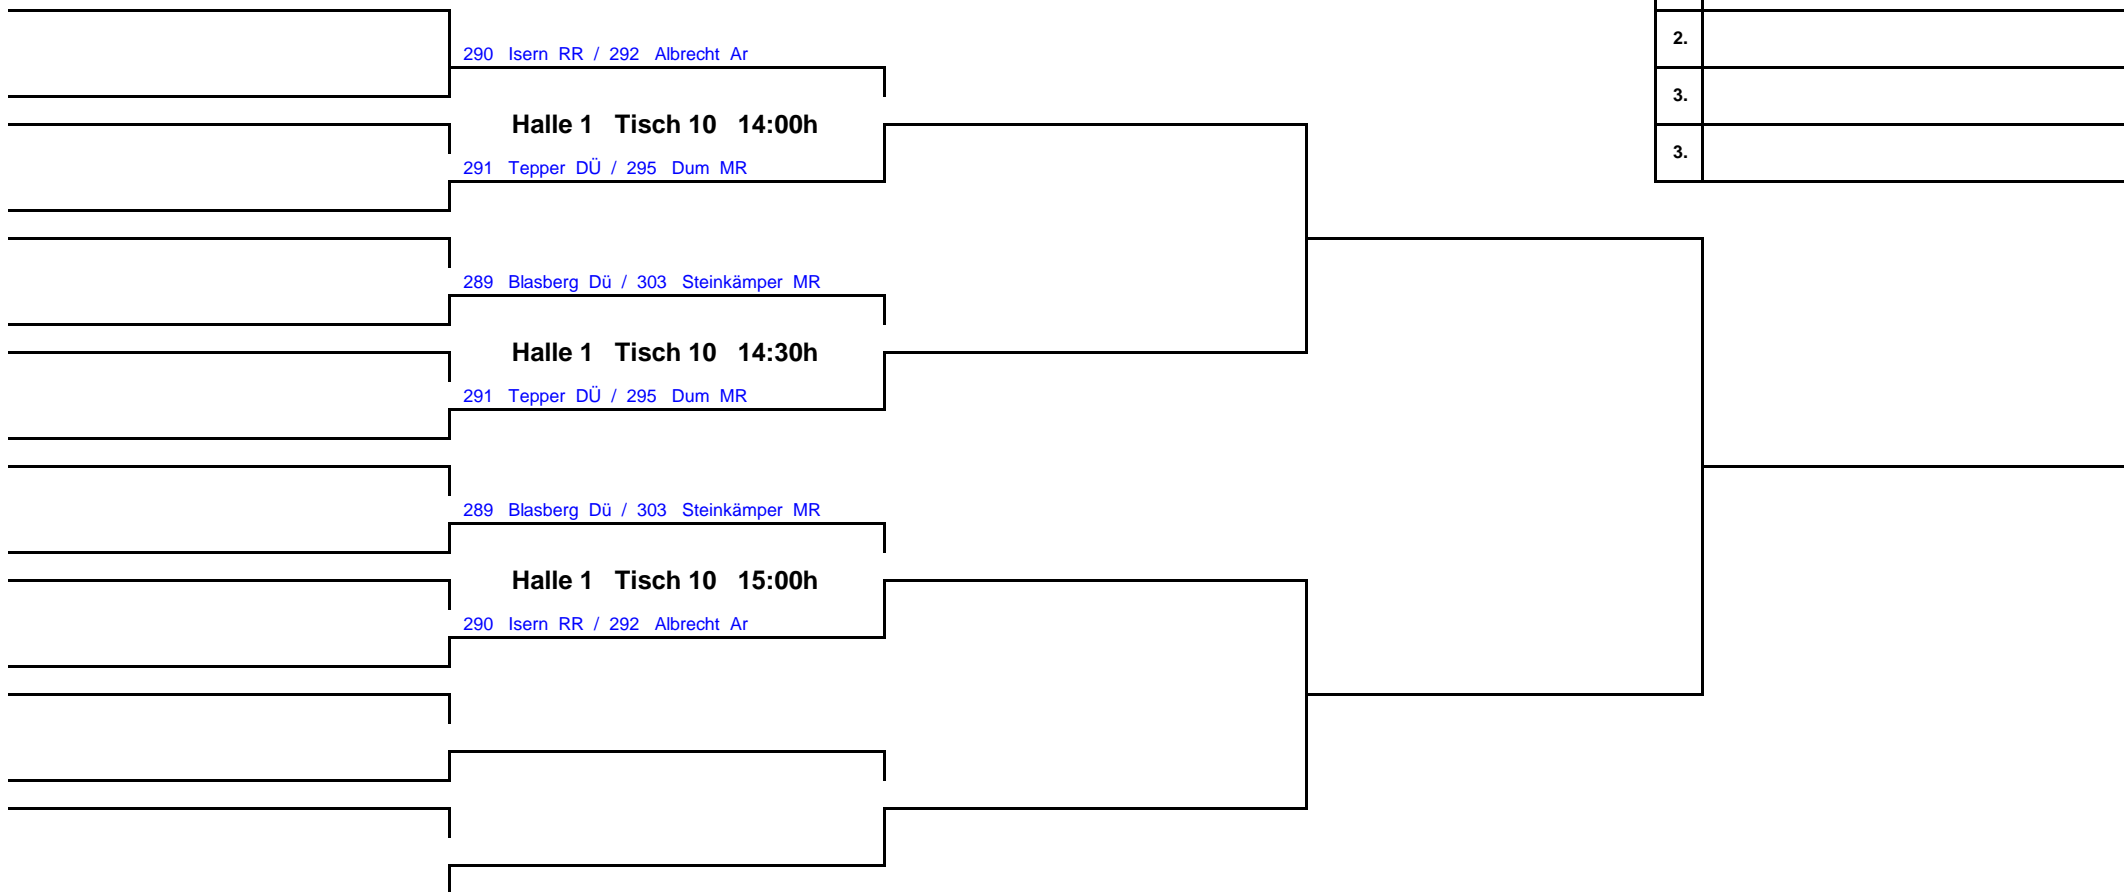 2.
290 Isern RR / 292 Albrecht Ar
3.
Halle 1 Tisch 10 14:00h
3.
291 Tepper DÜ / 295 Dum MR
289 Blasberg Dü / 303 Steinkämper MR
Halle 1 Tisch 10 14:30h
291 Tepper DÜ / 295 Dum MR
289 Blasberg Dü / 303 Steinkämper MR
Halle 1 Tisch 10 15:00h
290 Isern RR / 292 Albrecht Ar